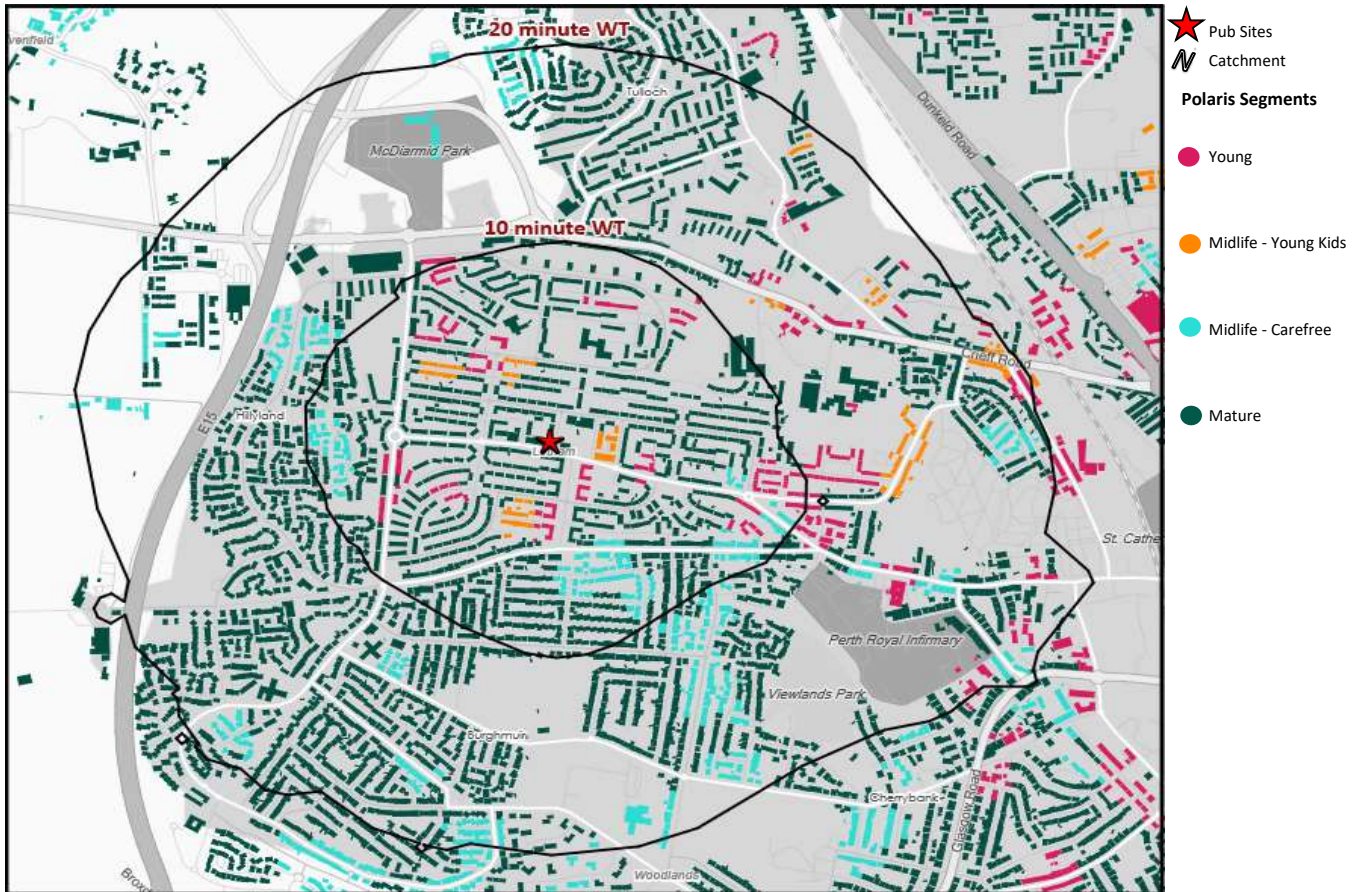 20 minute WT
Tulloch
Dunkeld Road
McDiarmid Park
10 minute WT
Crieff Road
Hillyland
E15
St. Cathe
Perth Royal Infirmary
Viewlands Park
Burghmuir
Cherrybank
Glasgow Road
Woodlands
Broxd
Pub Sites
Catchment
Polaris Segments
Young
Midlife - Young Kids
Midlife - Carefree
Mature